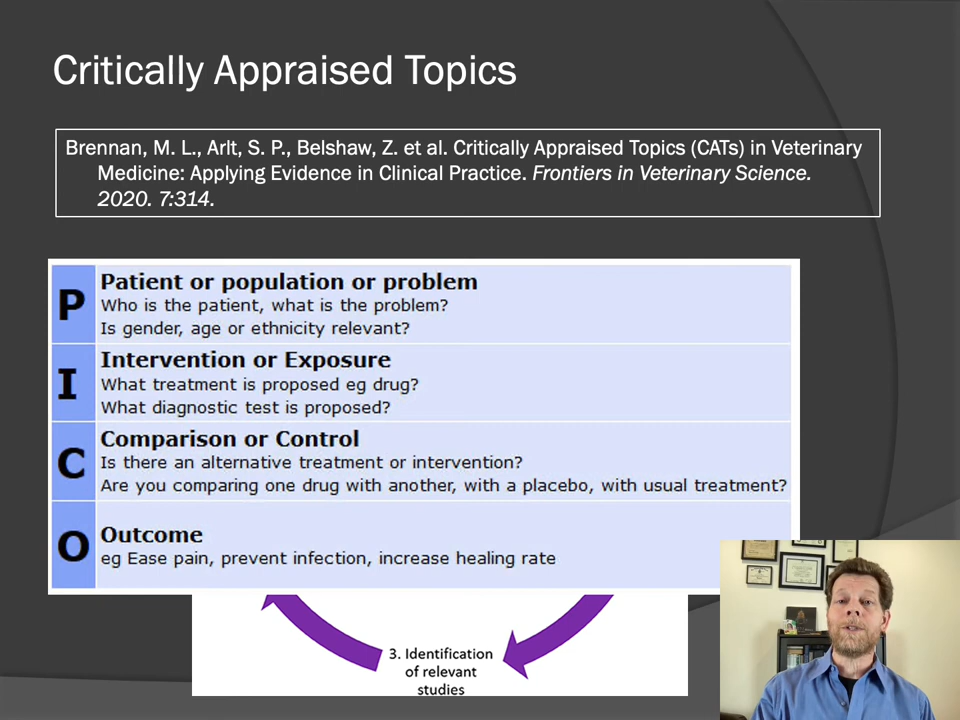 Critically Appraised Topics
Brennan, M. L., Arlt, S. P., Belshaw, Z. et al. Critically Appraised Topics (CATs) in Veterinary
Medicine: Applying Evidence in Clinical Practice. Frontiers in Veterinary Science.
2020. 7:314.
P
Patient or population or problem
Who is the patient, what is the problem?
Is gender, age or ethnicity relevant?
I
Intervention or Exposure
What treatment is proposed eg drug?
What diagnostic test is proposed?
C
Comparison or Control
Is there an alternative treatment or intervention?
Are you comparing one drug with another, with a placebo, with usual treatment?
O
Outcome
eg Ease pain, prevent infection, increase healing rate
3. Identification
of relevant
studies